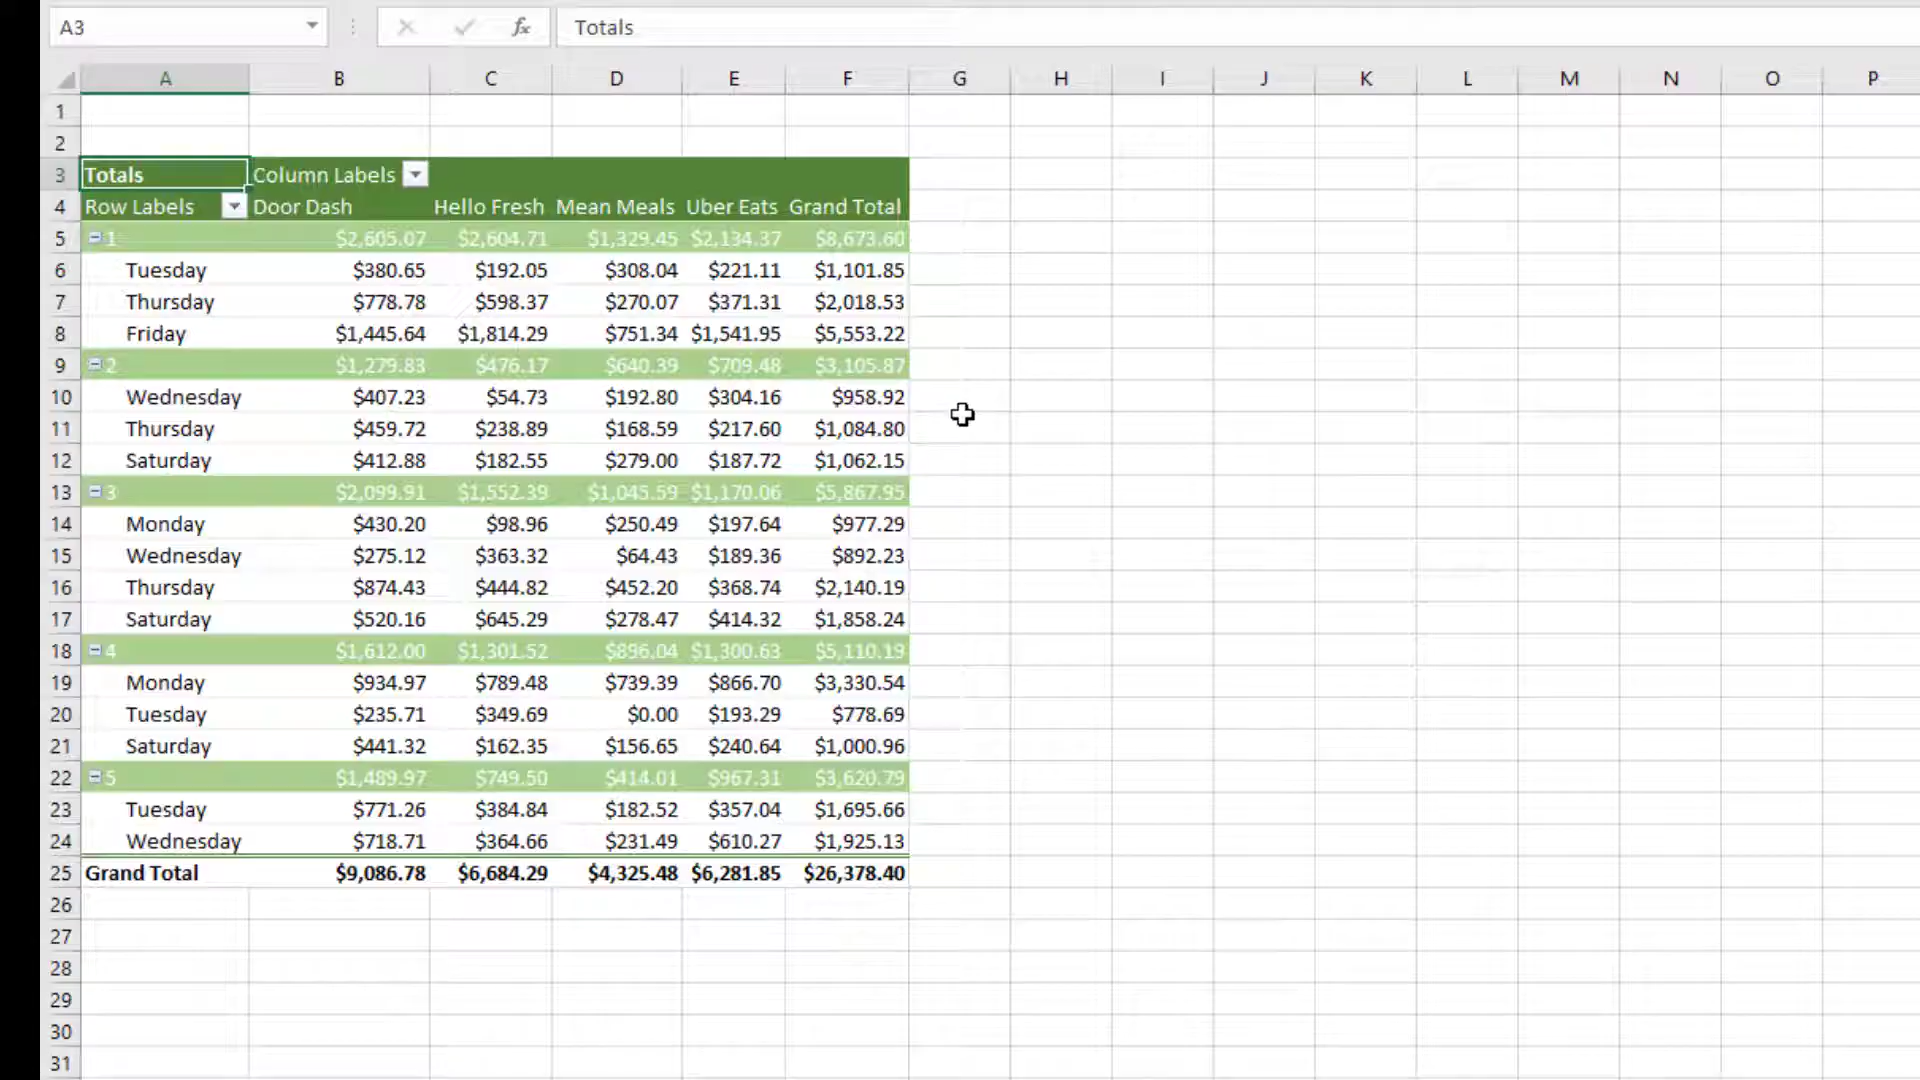 A3 fx Totals
A B C D E F G H I J K L M N O P
1
2
3 Totals Column Labels
4 Row Labels Door Dash Hello Fresh Mean Meals Uber Eats Grand Total
5 1 $2,605.07 $2,604.71 $1,329.45 $2,134.37 $8,673.60
6 Tuesday $380.65 $192.05 $308.04 $221.11 $1,101.85
7 Thursday $778.78 $598.37 $270.07 $371.31 $2,018.53
8 Friday $1,445.64 $1,814.29 $751.34 $1,541.95 $5,553.22
9 2 $1,279.83 $476.17 $640.39 $709.48 $3,105.87
10 Wednesday $407.23 $54.73 $192.80 $304.16 $958.92
11 Thursday $459.72 $238.89 $168.59 $217.60 $1,084.80
12 Saturday $412.88 $182.55 $279.00 $187.72 $1,062.15
13 3 $2,099.91 $1,552.39 $1,045.59 $1,170.06 $5,867.95
14 Monday $430.20 $98.96 $250.49 $197.64 $977.29
15 Wednesday $275.12 $363.32 $64.43 $189.36 $892.23
16 Thursday $874.43 $444.82 $452.20 $368.74 $2,140.19
17 Saturday $520.16 $645.29 $278.47 $414.32 $1,858.24
18 4 $1,612.00 $1,301.52 $896.04 $1,300.63 $5,110.19
19 Monday $934.97 $789.48 $739.39 $866.70 $3,330.54
20 Tuesday $235.71 $349.69 $0.00 $193.29 $778.69
21 Saturday $441.32 $162.35 $156.65 $240.64 $1,000.96
22 5 $1,489.97 $749.50 $414.01 $967.31 $3,620.79
23 Tuesday $771.26 $384.84 $182.52 $357.04 $1,695.66
24 Wednesday $718.71 $364.66 $231.49 $610.27 $1,925.13
25 Grand Total $9,086.78 $6,684.29 $4,325.48 $6,281.85 $26,378.40
26
27
28
29
30
31